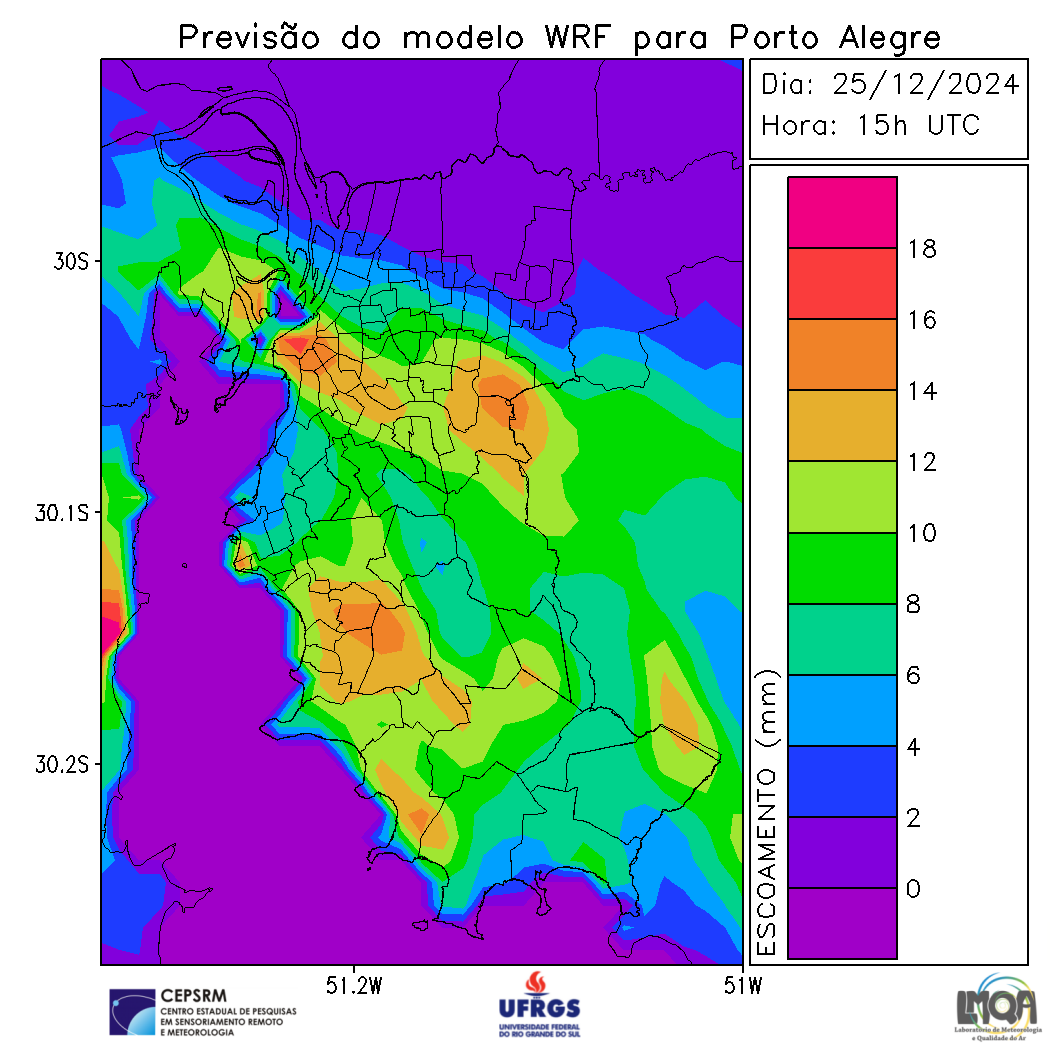 Previsão do modelo WRF para Porto Alegre
Dia: 25/12/2024
Hora: 15h UTC
30S
30.1S
30.2S
51.2W
51W
ESCOAMENTO (mm)
18
16
14
12
10
8
6
4
2
0
CEPSRM
CENTRO ESTADUAL DE PESQUISAS
EM SENSORIAMENTO REMOTO
E METEOROLOGIA
UFRGS
UNIVERSIDADE FEDERAL
DO RIO GRANDE DO SUL
LMQA
Laboratório de Meteorologia
e Qualidade do Ar